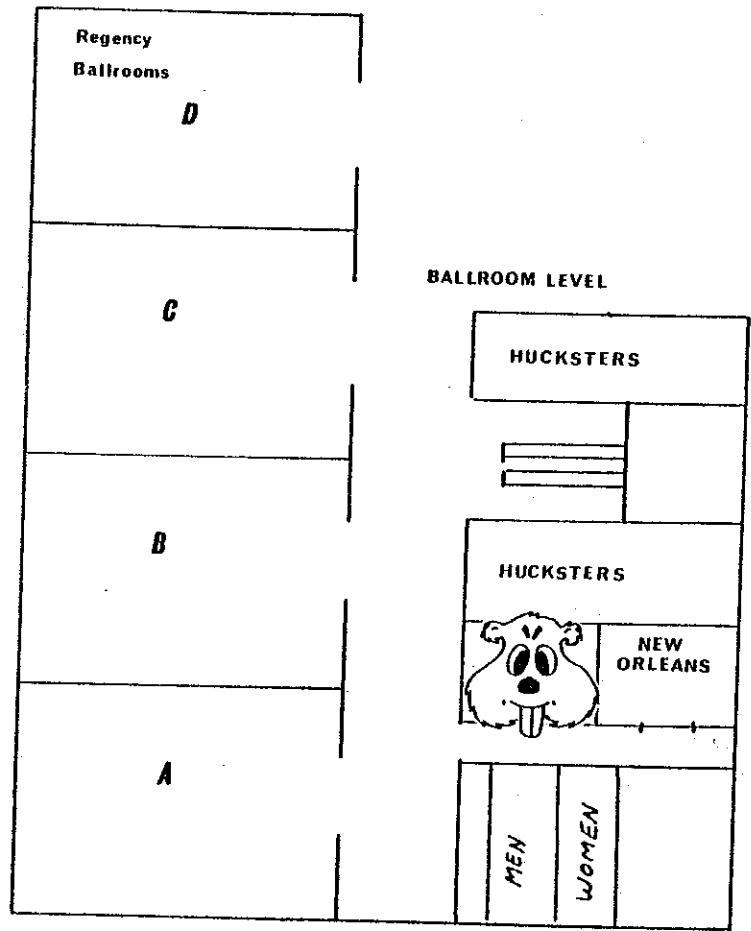 Regency
Ballrooms
D
C
BALLROOM LEVEL
HUCKSTERS
B
HUCKSTERS
NEW
ORLEANS
A
MEN
WOMEN